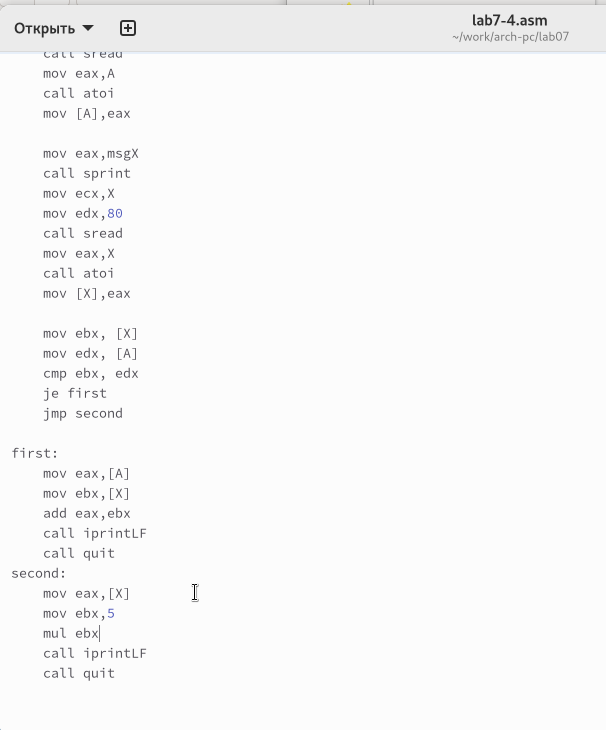 Открыть
lab7-4.asm
~/work/arch-pc/lab07
call sread
mov eax,A
call atoi
mov [A],eax
mov eax,msgX
call sprint
mov ecx,X
mov edx,80
call sread
mov eax,X
call atoi
mov [X],eax
mov ebx, [X]
mov edx, [A]
cmp ebx, edx
je first
jmp second
first:
mov eax,[A]
mov ebx,[X]
add eax,ebx
call iprintLF
call quit
second:
mov eax,[X]
mov ebx,5
mul ebx
call iprintLF
call quit